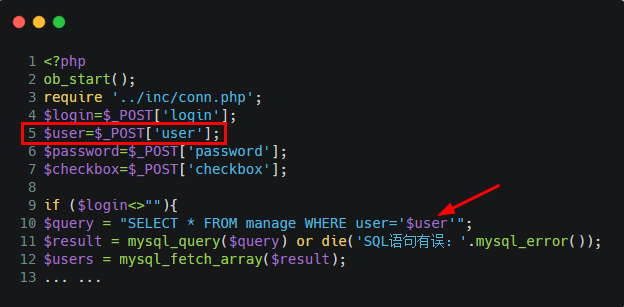 1 <?php
2 ob_start();
3 require '../inc/conn.php';
4 $login=$_POST['login'];
5 $user=$_POST['user'];
6 $password=$_POST['password'];
7 $checkbox=$_POST['checkbox'];
8
9 if ($login<>""){
10 $query = "SELECT * FROM manage WHERE user='$user'";
11 $result = mysql_query($query) or die('SQL语句有误：'.mysql_error());
12 $users = mysql_fetch_array($result);
13 ... ...